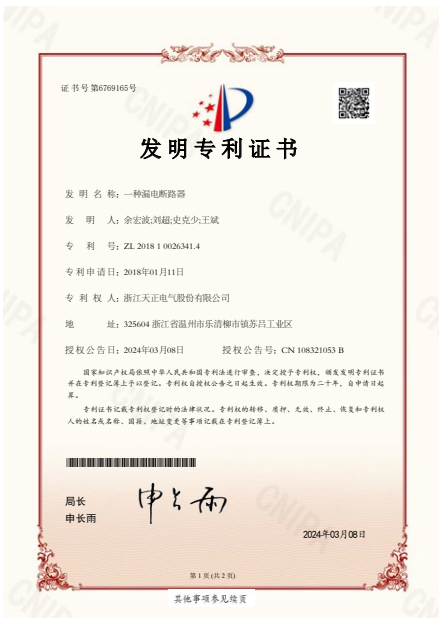 证书号第6769165号
发明专利证书
发 明 名 称：一种漏电断路器
发 明 人：余宏波;刘超;史克少;王斌
专 利 号：ZL 2018 1 0026341.4
专利申请日：2018年01月11日
专 利 权 人：浙江天正电气股份有限公司
地 址：325604 浙江省温州市乐清柳市镇苏吕工业区
授权公告日：2024年03月08日 授权公告号：CN 108321053 B
国家知识产权局依照中华人民共和国专利法进行审查，决定授予专利权，颁发发明专利证书
并在专利登记簿上予以登记。专利权自授权公告之日起生效。专利权期限为二十年，自申请日起
算。
专利证书记载专利权登记时的法律状况。专利权的转移、质押、无效、终止、恢复和专利权
人的姓名或名称、国籍、地址变更等事项记载在专利登记簿上。
局长
申长雨
申长雨
2024年03月08日
第 1 页 (共 2 页)
其他事项参见续页
CNIPA
CNIPA
CNIPA
CNIPA
CNIPA
CNIPA